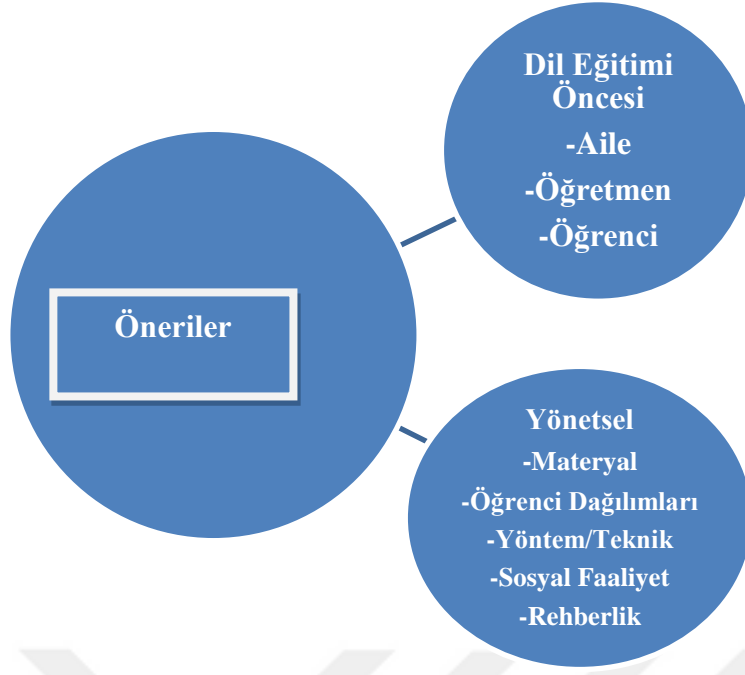 Öneriler
Dil Eğitimi
Öncesi
-Aile
-Öğretmen
-Öğrenci
Yönetsel
-Materyal
-Öğrenci Dağılımları
-Yöntem/Teknik
-Sosyal Faaliyet
-Rehberlik